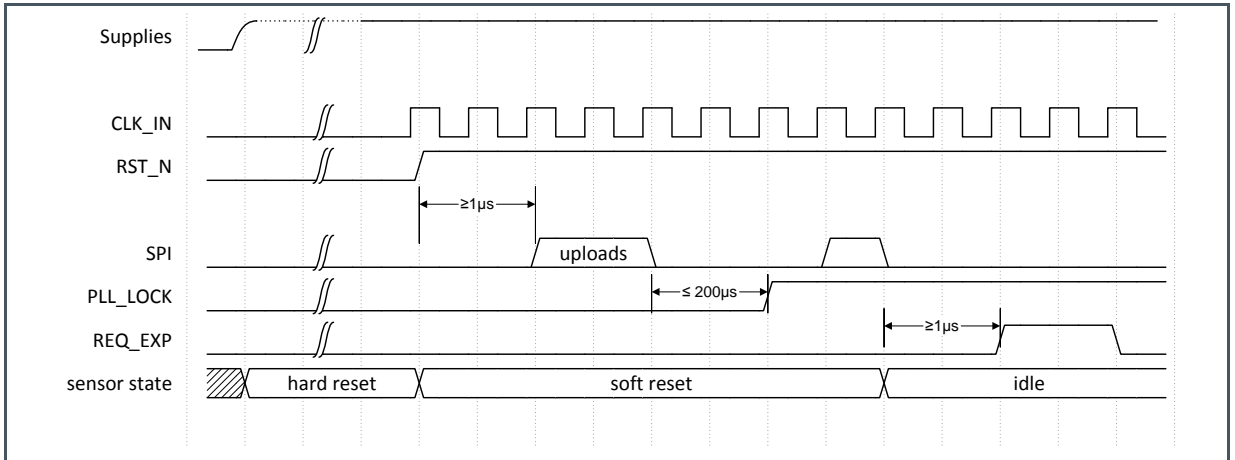 Supplies
CLK_IN
RST_N
≥1µs
SPI
uploads
PLL_LOCK
≤ 200µs
REQ_EXP
≥1µs
sensor state
hard reset
soft reset
idle